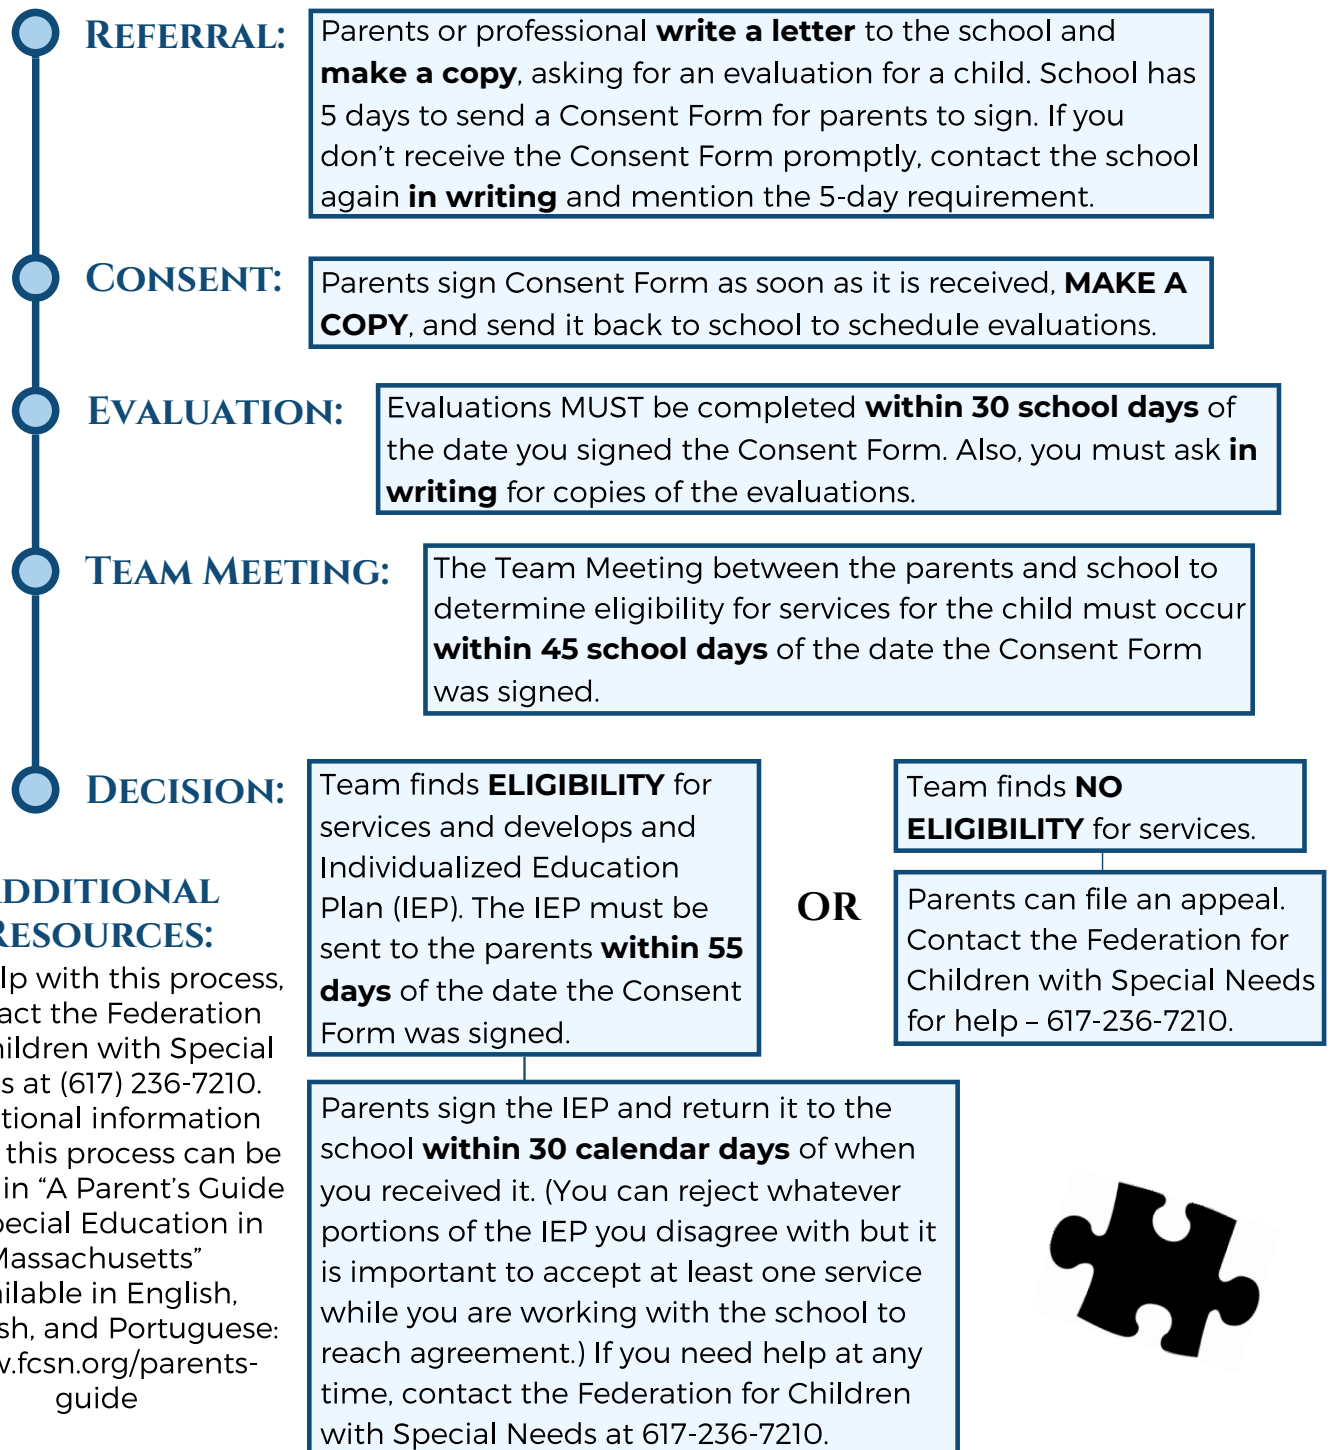 REFERRAL:
Parents or professional write a letter to the school and
make a copy, asking for an evaluation for a child. School has
5 days to send a Consent Form for parents to sign. If you
don't receive the Consent Form promptly, contact the school
again in writing and mention the 5-day requirement.
CONSENT:
Parents sign Consent Form as soon as it is received, MAKE A
COPY, and send it back to school to schedule evaluations.
EVALUATION:
Evaluations MUST be completed within 30 school days of
the date you signed the Consent Form. Also, you must ask in
writing for copies of the evaluations.
TEAM MEETING:
The Team Meeting between the parents and school to
determine eligibility for services for the child must occur
within 45 school days of the date the Consent Form
was signed.
DECISION:
Team finds ELIGIBILITY for
services and develops and
Individualized Education
Plan (IEP). The IEP must be
sent to the parents within 55
days of the date the Consent
Form was signed.
OR
Team finds NO
ELIGIBILITY for services.
Parents can file an appeal.
Contact the Federation for
Children with Special Needs
for help – 617-236-7210.
Parents sign the IEP and return it to the
school within 30 calendar days of when
you received it. (You can reject whatever
portions of the IEP you disagree with but it
is important to accept at least one service
while you are working with the school to
reach agreement.) If you need help at any
time, contact the Federation for Children
with Special Needs at 617-236-7210.
DDITIONAL
RESOURCES:
with this process,
the Federation
with Special
at (617) 236-7210.
information
this process can be
in "A Parent's Guide
Education in
Massachusetts"
in English,
and Portuguese:
.fcsn.org/parents-
guide